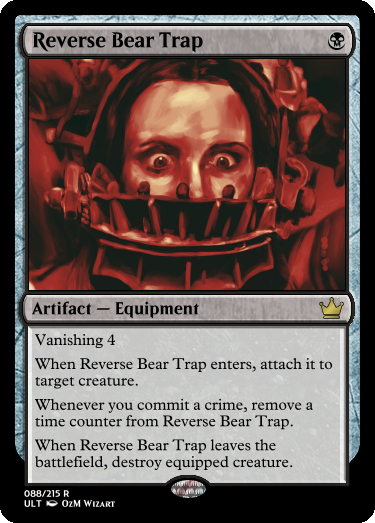 Reverse Bear Trap
Artifact — Equipment
Vanishing 4
When Reverse Bear Trap enters, attach it to
target creature.
Whenever you commit a crime, remove a
time counter from Reverse Bear Trap.
When Reverse Bear Trap leaves the
battlefield, destroy equipped creature.
088/215 R
ULT OzM Wizart